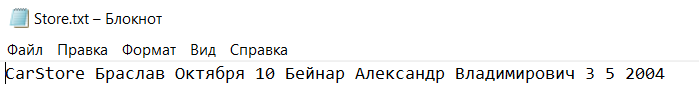 Store.txt – Блокнот
Файл Правка Формат Вид Справка
CarStore Браслав Октября 10 Бейнар Александр Владимирович 3 5 2004